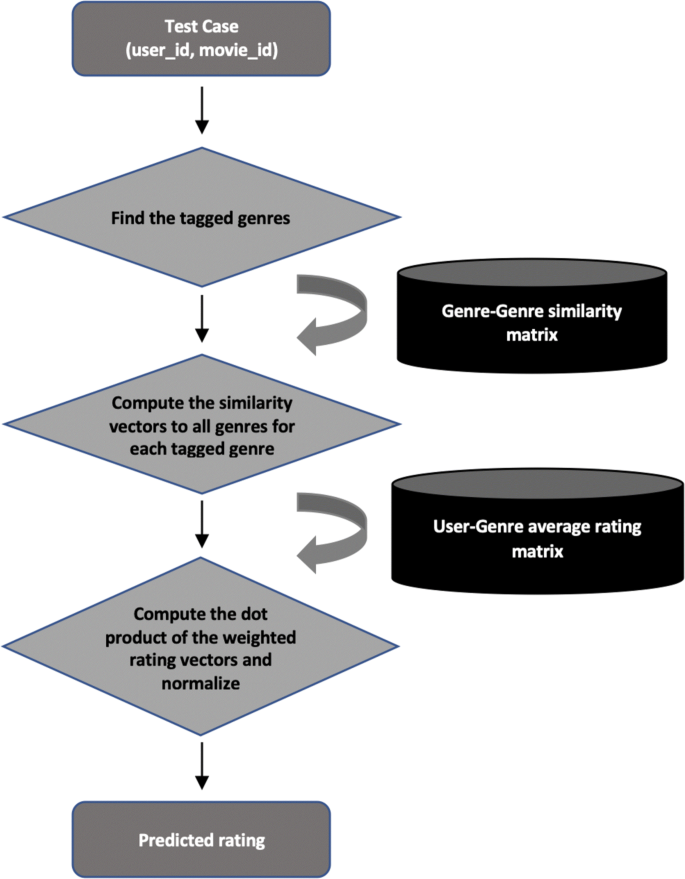 Test Case
(user_id, movie_id)
Find the tagged genres
Genre-Genre similarity
matrix
Compute the similarity
vectors to all genres for
each tagged genre
User-Genre average rating
matrix
Compute the dot
product of the weighted
rating vectors and
normalize
Predicted rating